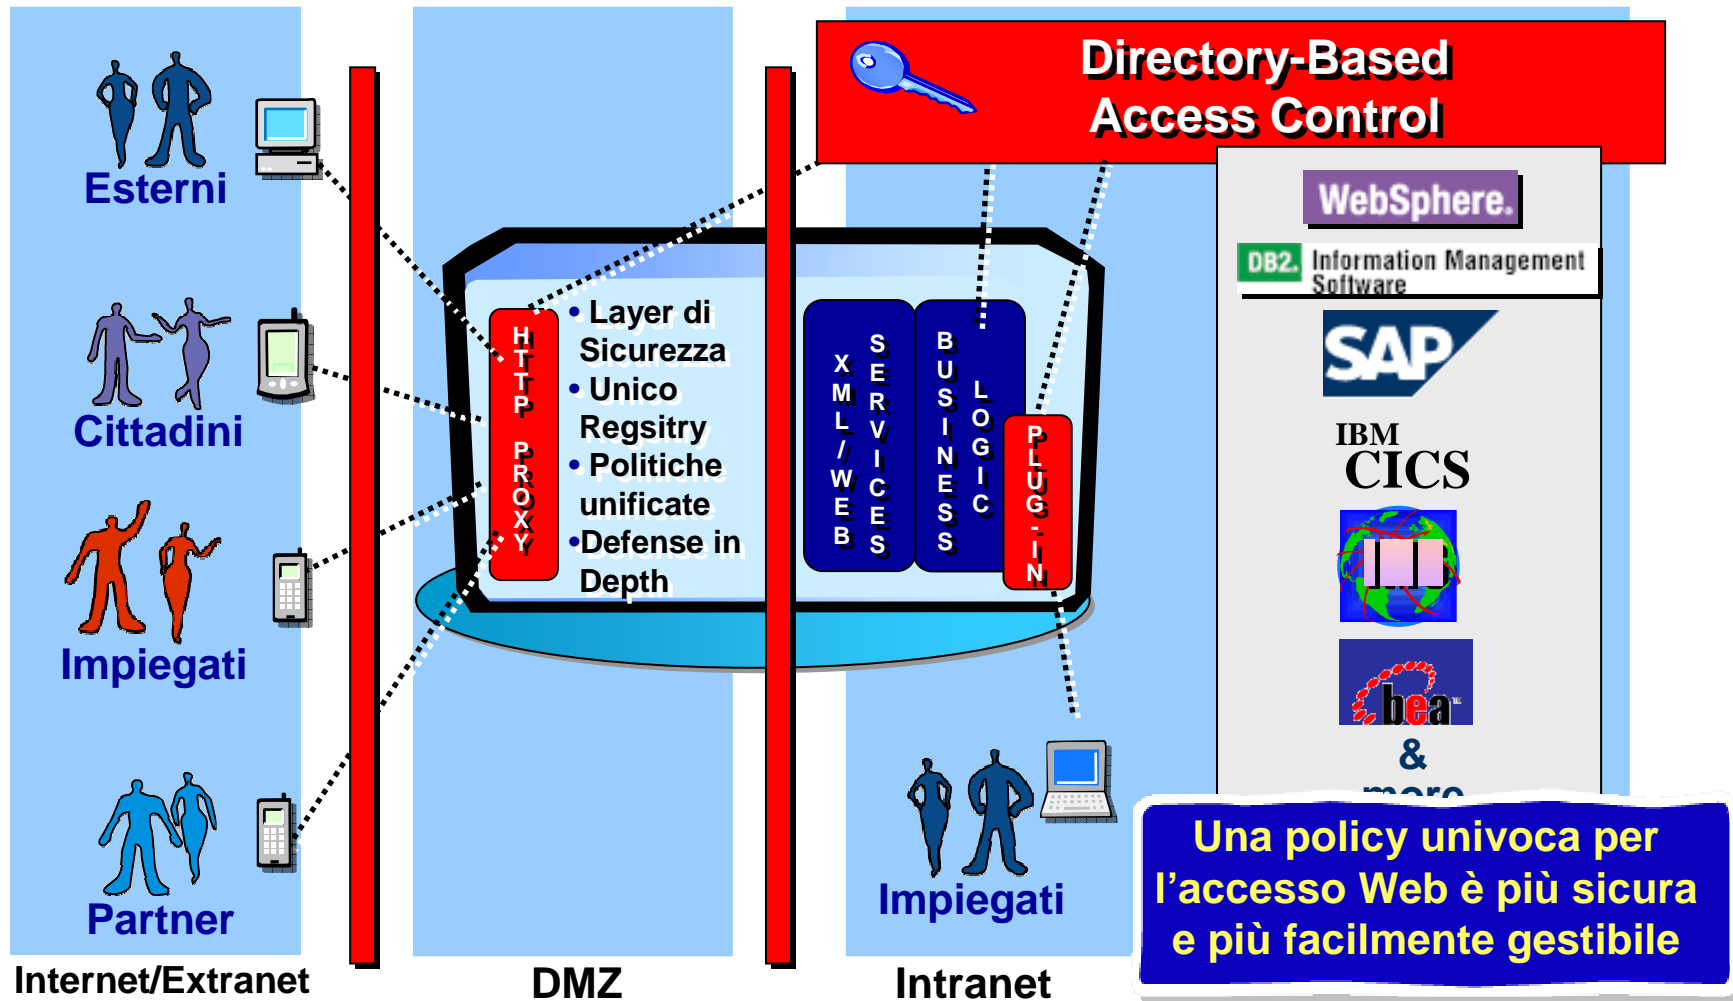 Directory-Based
Access Control
Esterni
Cittadini
Impiegati
Partner
Internet/Extranet
HTTP PROXY
• Layer di
Sicurezza
• Unico
Regsitry
• Politiche
unificate
•Defense in
Depth
DMZ
XML/WEB
SERVICES
BUSINESS
LOGIC
PLUG-IN
Impiegati
Intranet
WebSphere.
DB2. Information Management
Software
SAP
IBM
CICS
bea
&
more
Una policy univoca per
l’accesso Web è più sicura
e più facilmente gestibile